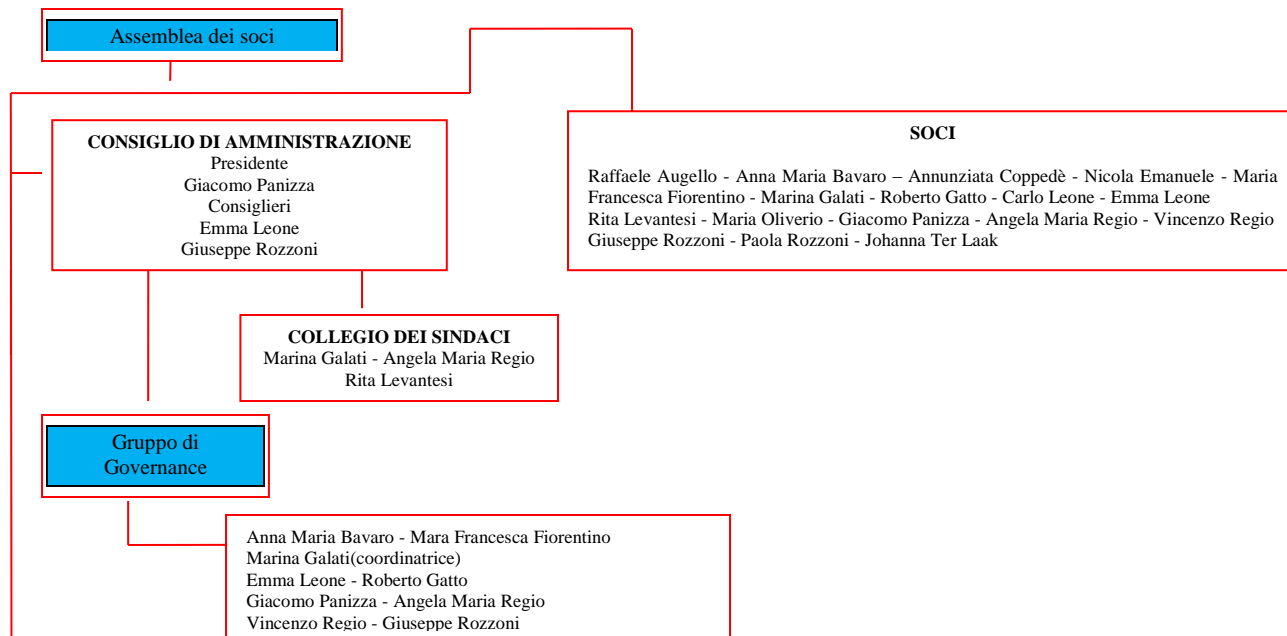 Assemblea dei soci
CONSIGLIO DI AMMINISTRAZIONE
Presidente
Giacomo Panizza
Consiglieri
Emma Leone
Giuseppe Rozzoni
SOCI
Raffaele Augello - Anna Maria Bavaro – Annunziata Coppedè - Nicola Emanuele - Maria
Francesca Fiorentino - Marina Galati - Roberto Gatto - Carlo Leone - Emma Leone
Rita Levantesi - Maria Oliverio - Giacomo Panizza - Angela Maria Regio - Vincenzo Regio
Giuseppe Rozzoni - Paola Rozzoni - Johanna Ter Laak
COLLEGIO DEI SINDACI
Marina Galati - Angela Maria Regio
Rita Levantesi
Gruppo di
Governance
Anna Maria Bavaro - Mara Francesca Fiorentino
Marina Galati(coordinatrice)
Emma Leone - Roberto Gatto
Giacomo Panizza - Angela Maria Regio
Vincenzo Regio - Giuseppe Rozzoni